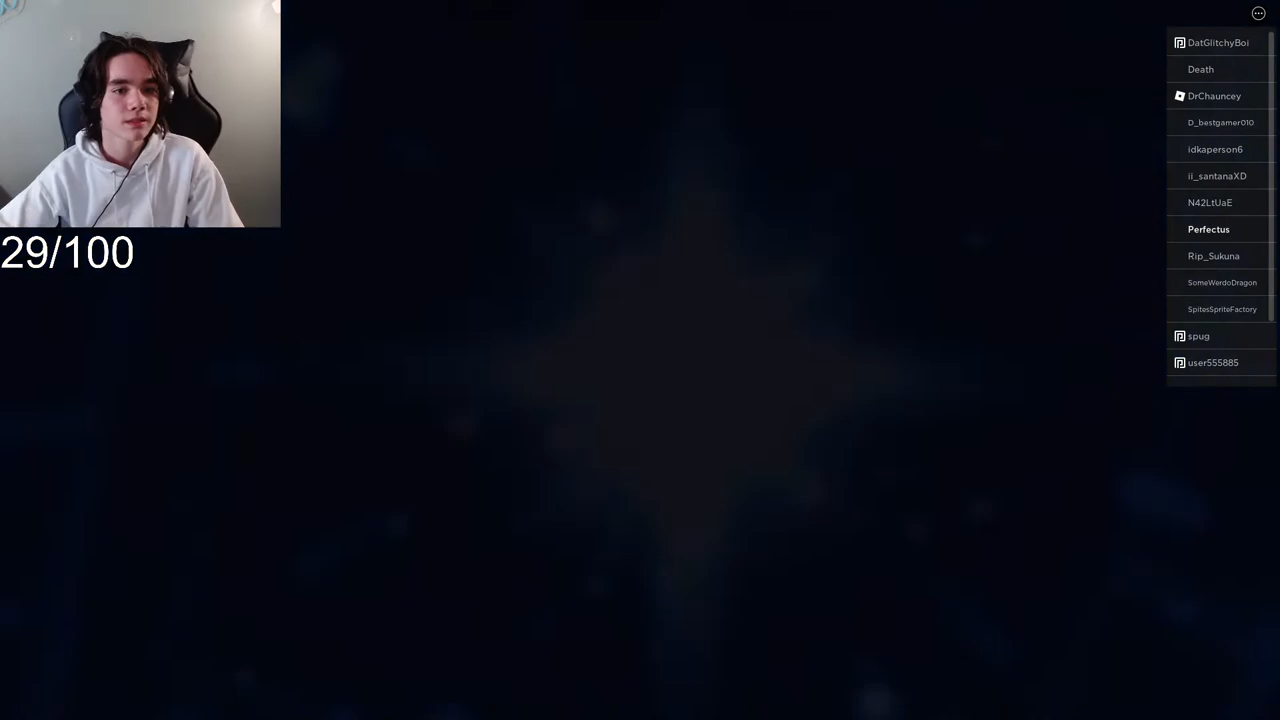 DatGlitchyBoi
Death
DrChauncey
D_bestgamer010
idkaperson6
ii_santanaXD
N42LtUaE
Perfectus
Rip_Sukuna
SomeWerdoDragon
SpitesSpriteFactory
spug
user555885
29/100